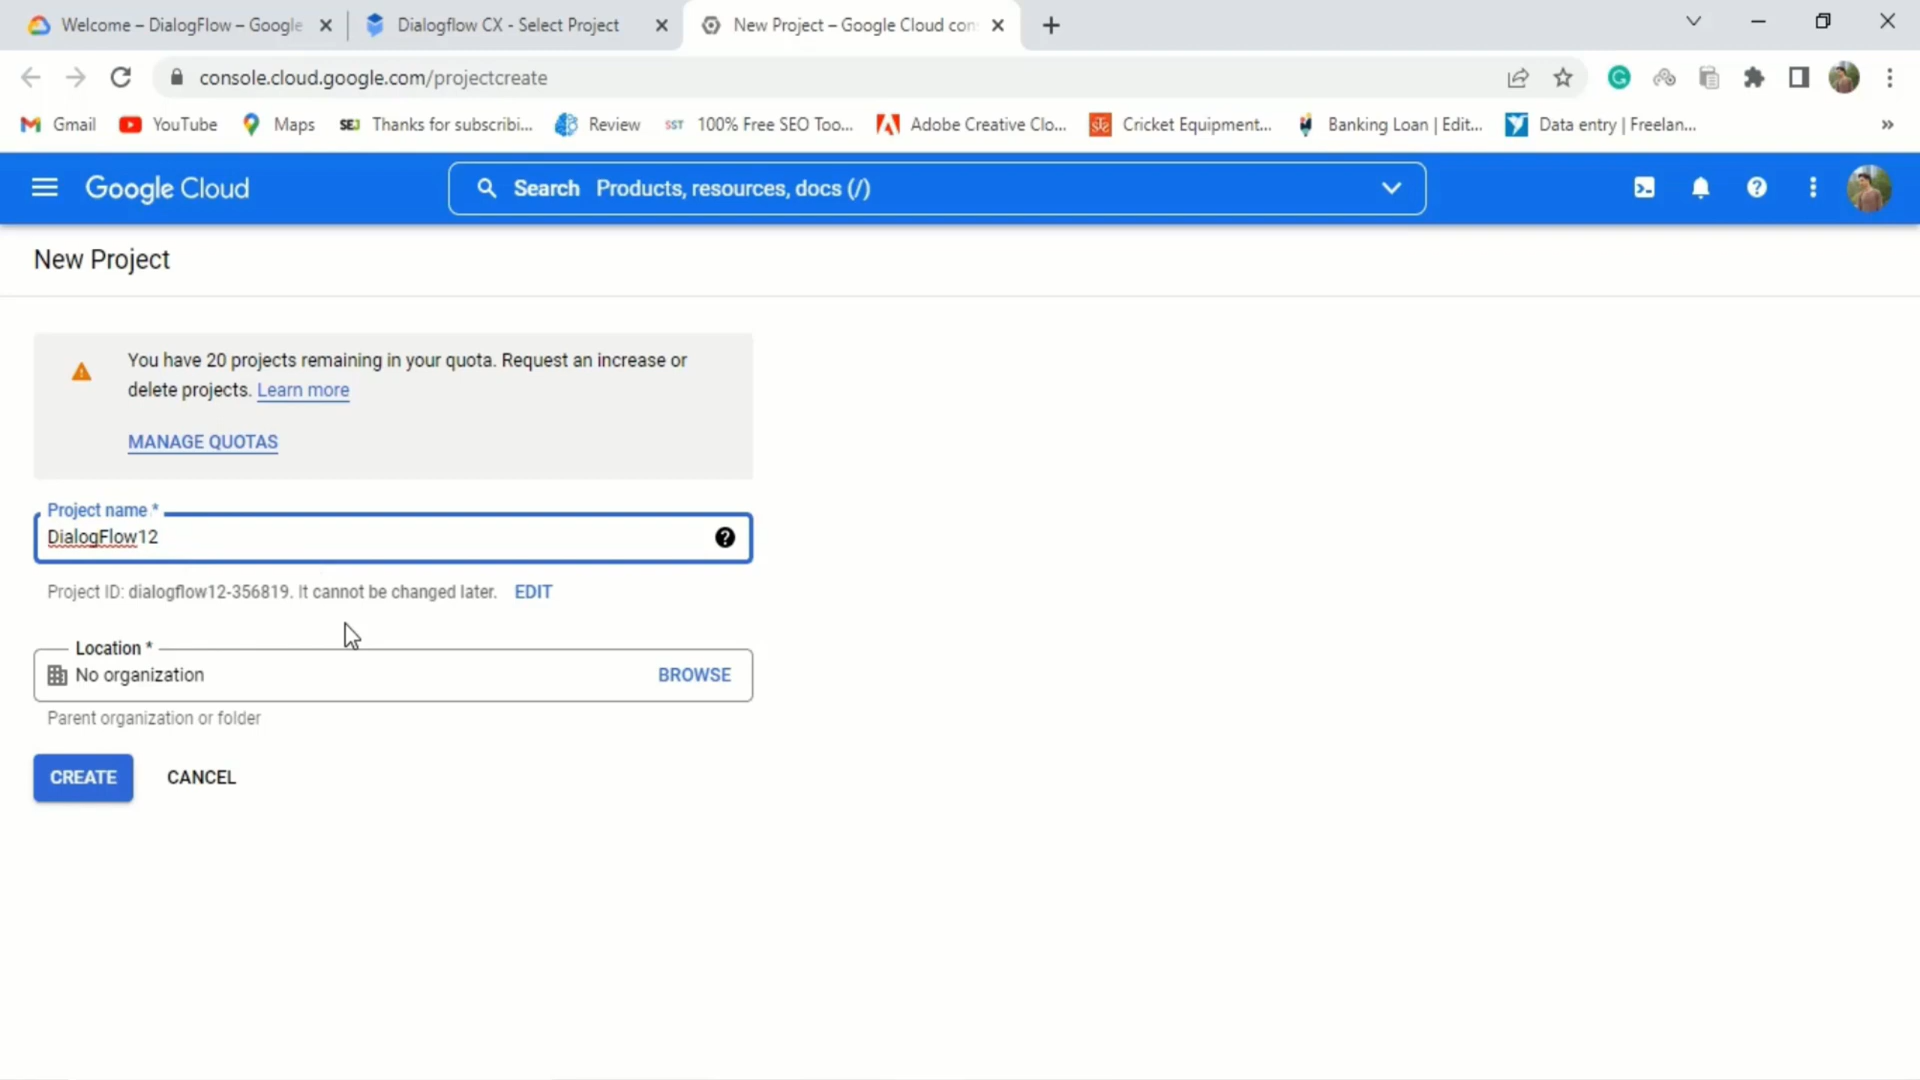 Welcome – DialogFlow – Google
Dialogflow CX - Select Project
New Project – Google Cloud con
console.cloud.google.com/projectcreate
Gmail
YouTube
Maps
SEJ Thanks for subscribi...
Review
SST 100% Free SEO Too...
Adobe Creative Clo...
Cricket Equipment...
Banking Loan | Edit...
Data entry | Freelan...
»
Google Cloud
Search Products, resources, docs (/)
New Project
You have 20 projects remaining in your quota. Request an increase or
delete projects. Learn more
MANAGE QUOTAS
Project name *
DialogFlow12
Project ID: dialogflow12-356819. It cannot be changed later. EDIT
Location *
No organization BROWSE
Parent organization or folder
CREATE CANCEL